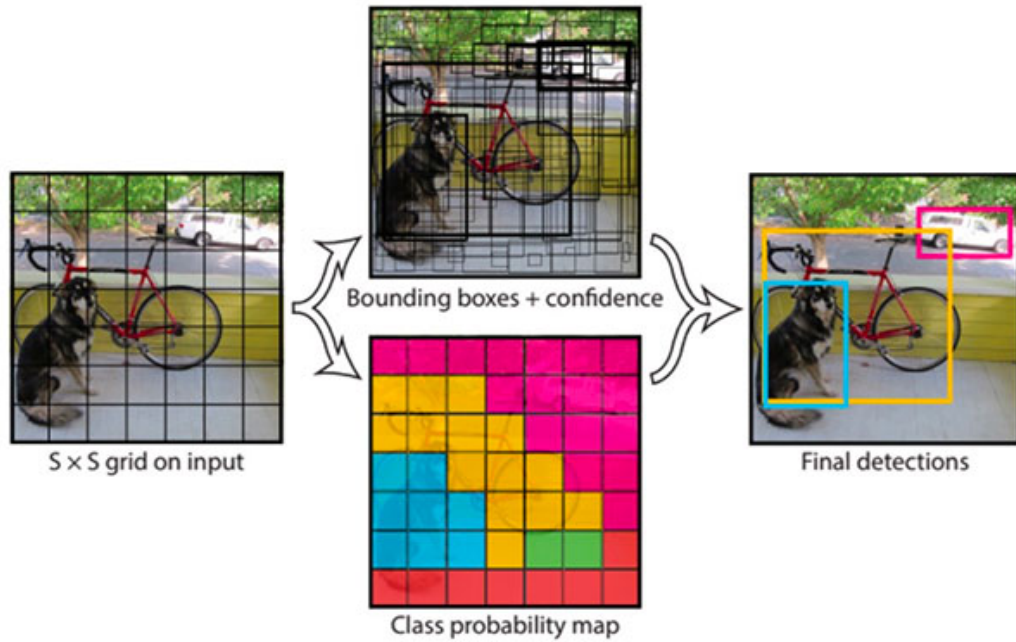 S × S grid on input
Bounding boxes + confidence
Class probability map
Final detections